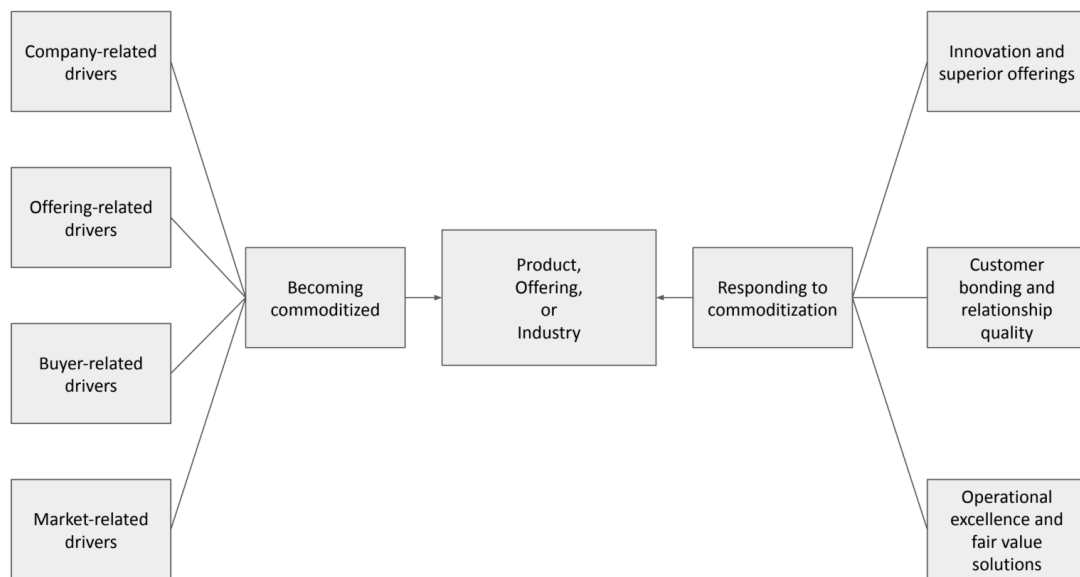 Company-related
drivers
Offering-related
drivers
Buyer-related
drivers
Market-related
drivers
Becoming
commoditized
Product,
Offering,
or
Industry
Responding to
commoditization
Innovation and
superior offerings
Customer
bonding and
relationship
quality
Operational
excellence and
fair value
solutions